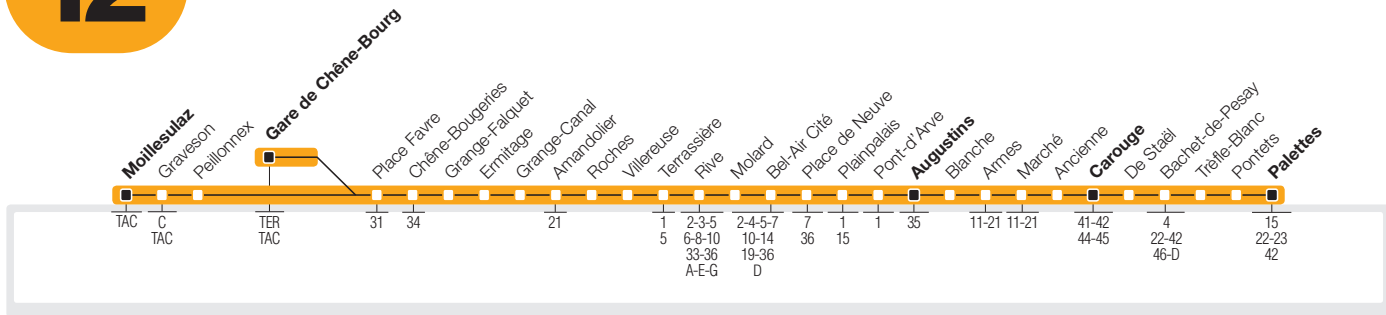 12
Moillesulaz
Graveson
Peillonnex
Gare de Chêne-Bourg
Place Favre
Chêne-Bougeries
Grange-Falquet
Ermitage
Grange-Canal
Amandolier
Roches
Villereuse
Terrassière
Rive
Molard
Bel-Air Cité
Place de Neuve
Plainpalais
Pont-d'Arve
Augustins
Blanche
Armes
Marché
Ancienne
Carouge
De Staël
Bachet-de-Pesay
Trèfle-Blanc
Pontets
Palettes
TAC
C
TAC
TER
TAC
31
34
21
1
5
2-3-5
6-8-10
33-36
A-E-G
2-4-5-7
10-14
19-36
D
7
36
1
15
1
35
11-21
11-21
41-42
44-45
4
22-42
46-D
15
22-23
42